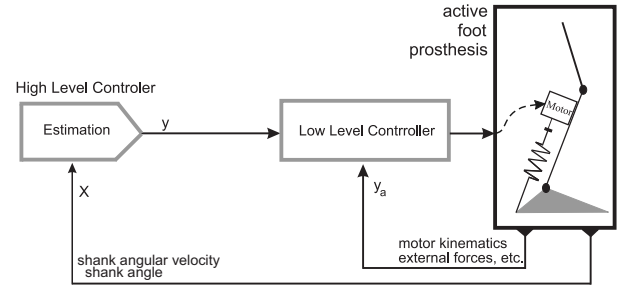 active
foot
prosthesis
High Level Controler
Estimation
y
Low Level Contrroller
Motor
X
ya
motor kinematics
external forces, etc.
shank angular velocity
shank angle